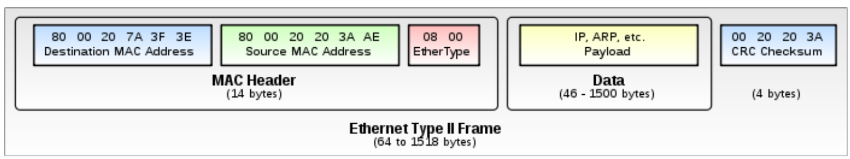 80 00 20 7A 3F 3E
Destination MAC Address
80 00 20 20 3A AE
Source MAC Address
08 00
EtherType
IP, ARP, etc.
Payload
00 20 20 3A
CRC Checksum
MAC Header
(14 bytes)
Data
(46 - 1500 bytes)
(4 bytes)
Ethernet Type II Frame
(64 to 1518 bytes)